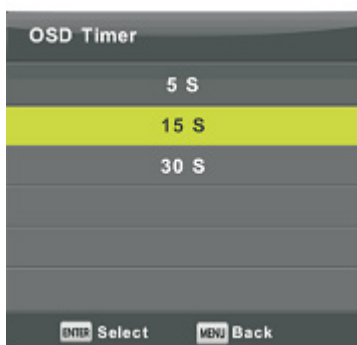 OSD Timer
5 S
15 S
30 S
ENTER Select MENU Back